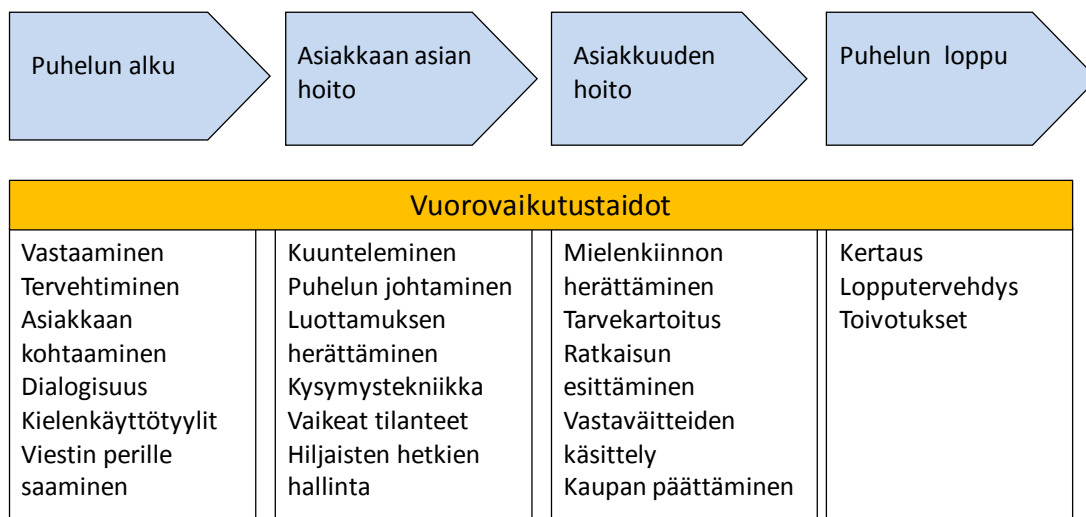 Puhelun alku
Asiakkaan asian
hoito
Asiakkuuden
hoito
Puhelun loppu
Vuorovaikutustaidot
Vastaaminen
Tervehtiminen
Asiakkaan
kohtaaminen
Dialogisuus
Kielenkäyttötyylit
Viestin perille
saaminen
Kuunteleminen
Puhelun johtaminen
Luottamuksen
herättäminen
Kysymystekniikka
Vaikeat tilanteet
Hiljaisten hetkien
hallinta
Mielenkiinnon
herättäminen
Tarvekartoitus
Ratkaisun
esittäminen
Vastaväitteiden
käsittely
Kaupan päättäminen
Kertaus
Lopputervehdys
Toivotukset